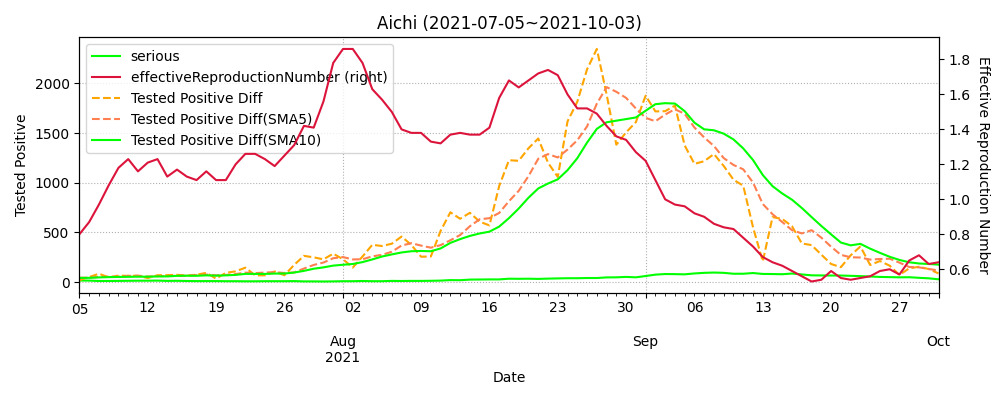 Aichi (2021-07-05~2021-10-03)
serious
effectiveReproductionNumber (right)
Tested Positive Diff
Tested Positive Diff(SMA5)
Tested Positive Diff(SMA10)
Tested Positive
2000
1500
1000
500
0
1.8
1.6
1.4
1.2
1.0
0.8
0.6
Effective Reproduction Number
05 12 19 26 02 09 16 23 30 06 13 20 27
Aug Sep Oct
2021
Date